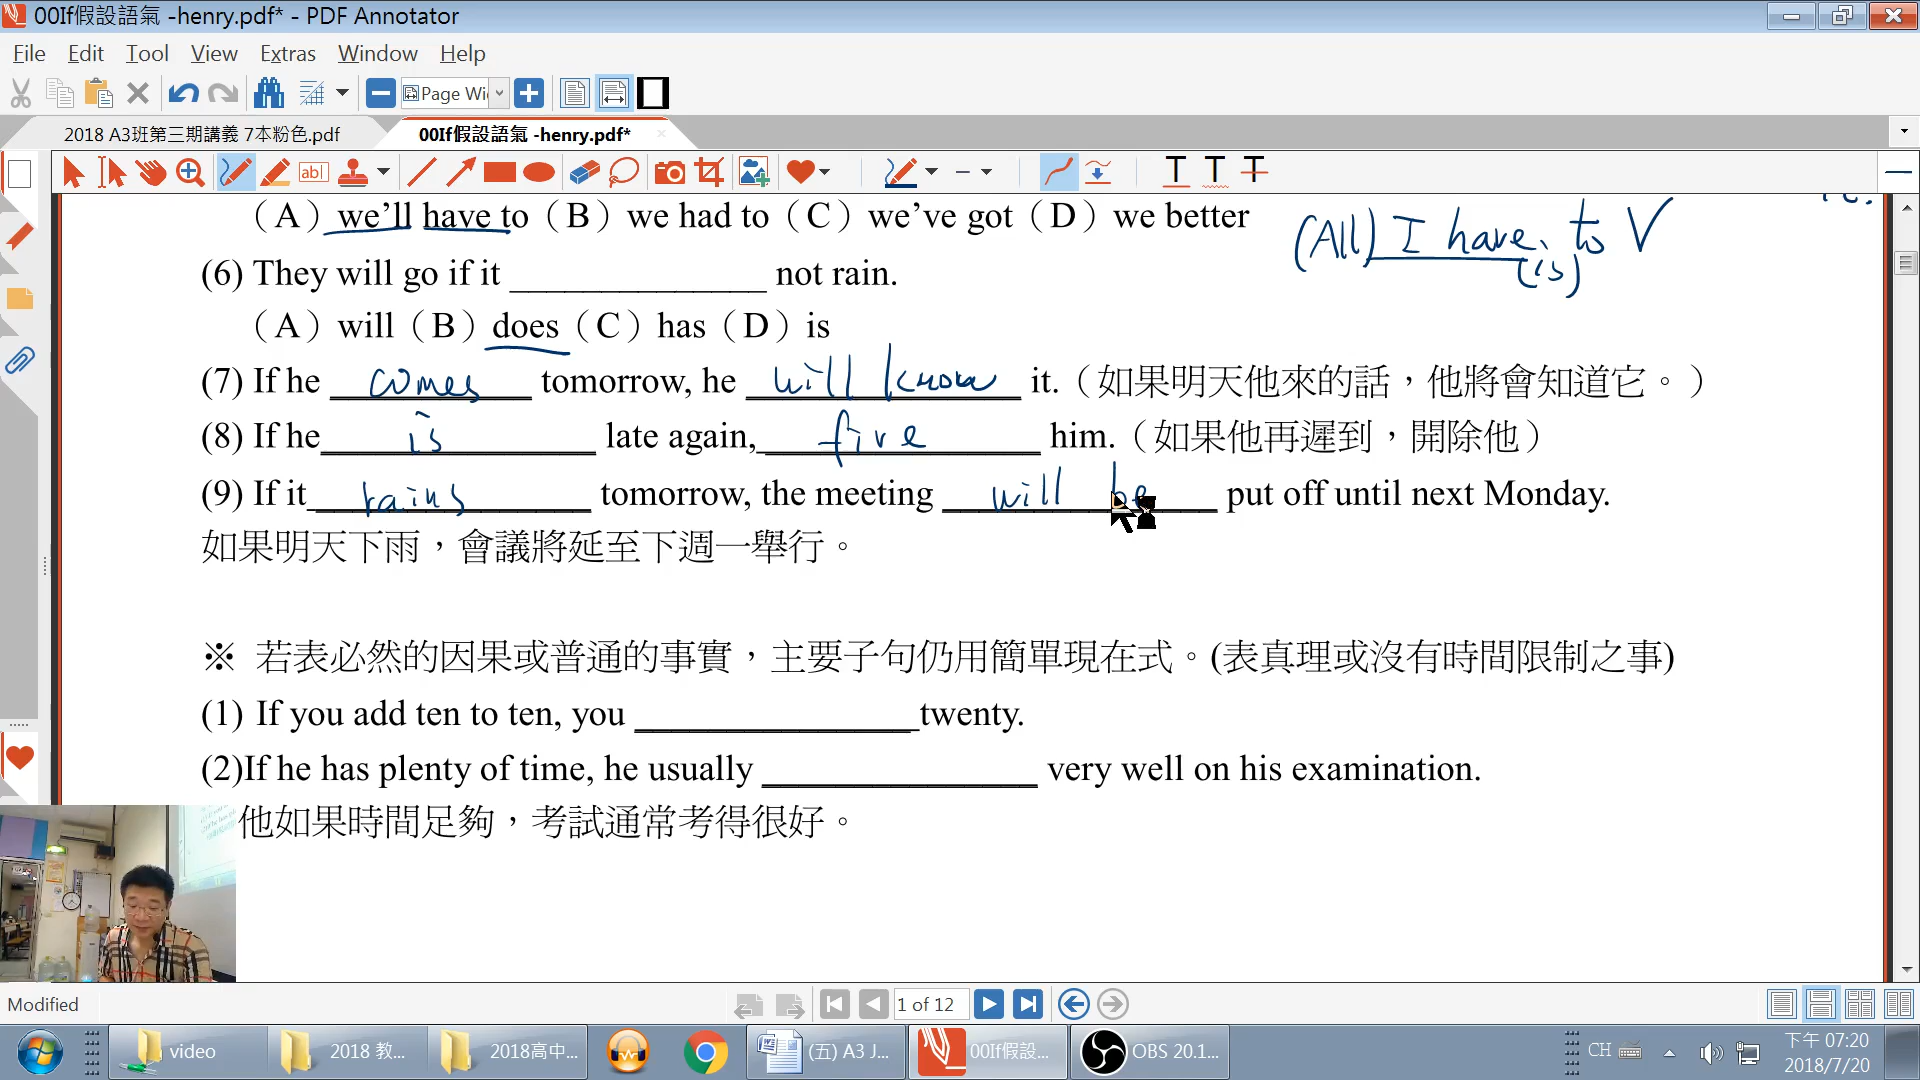 00If假設語氣 -henry.pdf* - PDF Annotator
File Edit Tool View Extras Window Help
Page Wi
2018 A3班第三期講義 7本粉色.pdf 00If假設語氣 -henry.pdf*
(A) we'll have to (B) we had to (C) we've got (D) we better
(All) I have to V
(is)
(6) They will go if it ______________ not rain.
(A) will (B) does (C) has (D) is
(7) If he comes tomorrow, he will know it.(如果明天他來的話，他將會知道它。)
(8) If he is late again, fire him.(如果他再遲到，開除他)
(9) If it rains tomorrow, the meeting will be put off until next Monday.
如果明天下雨，會議將延至下週一舉行。
※ 若表必然的因果或普通的事實，主要子句仍用簡單現在式。(表真理或沒有時間限制之事)
(1) If you add ten to ten, you _______________twenty.
(2)If he has plenty of time, he usually _______________ very well on his examination.
他如果時間足夠，考試通常考得很好。
Modified 1 of 12
video 2018 教... 2018高中... (五) A3 J... 00If假設... OBS 20.1... CH 下午 07:20
2018/7/20